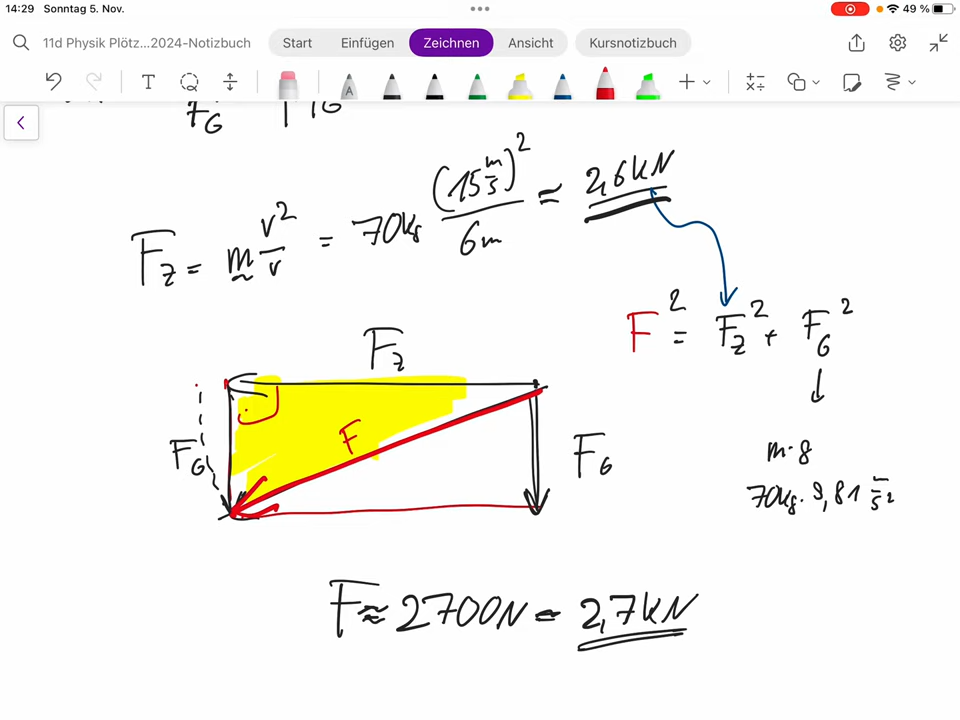 14:29 Sonntag 5. Nov. 49 %
11d Physik Plötz...2024-Notizbuch Start Einfügen Zeichnen Ansicht Kursnotizbuch
T A
F_G
F_Z = m v²/r = 70kg (15 m/s)²/6m ≈ 2,6kN
F² = F_Z² + F_G²
F_Z
F
F_G
F_G
m·g
70kg · 9,81 m/s²
F ≈ 2700N = 2,7kN